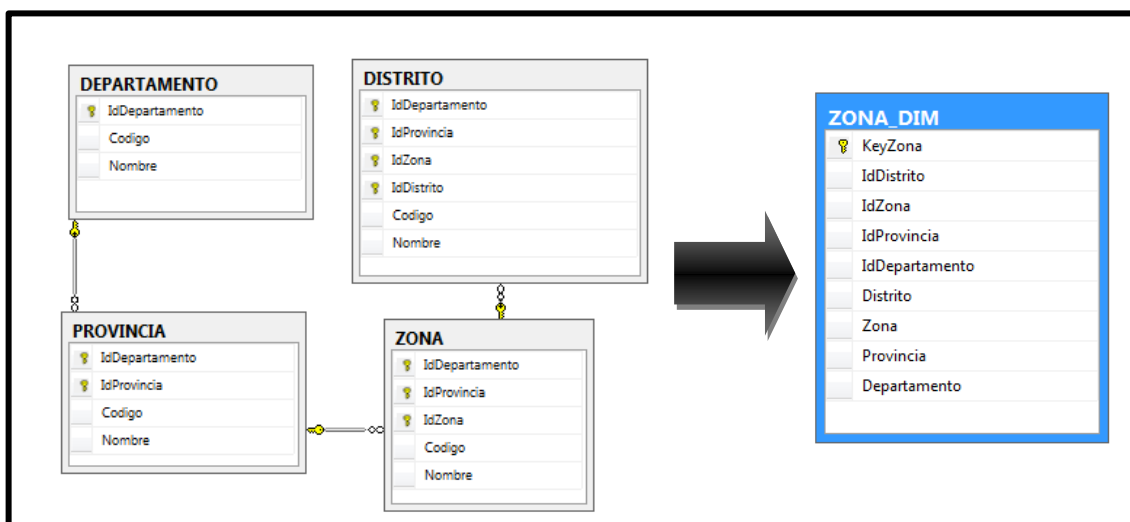 DEPARTAMENTO
IdDepartamento
Codigo
Nombre
DISTRITO
IdDepartamento
IdProvincia
IdZona
IdDistrito
Codigo
Nombre
PROVINCIA
IdDepartamento
IdProvincia
Codigo
Nombre
ZONA
IdDepartamento
IdProvincia
IdZona
Codigo
Nombre
ZONA_DIM
KeyZona
IdDistrito
IdZona
IdProvincia
IdDepartamento
Distrito
Zona
Provincia
Departamento